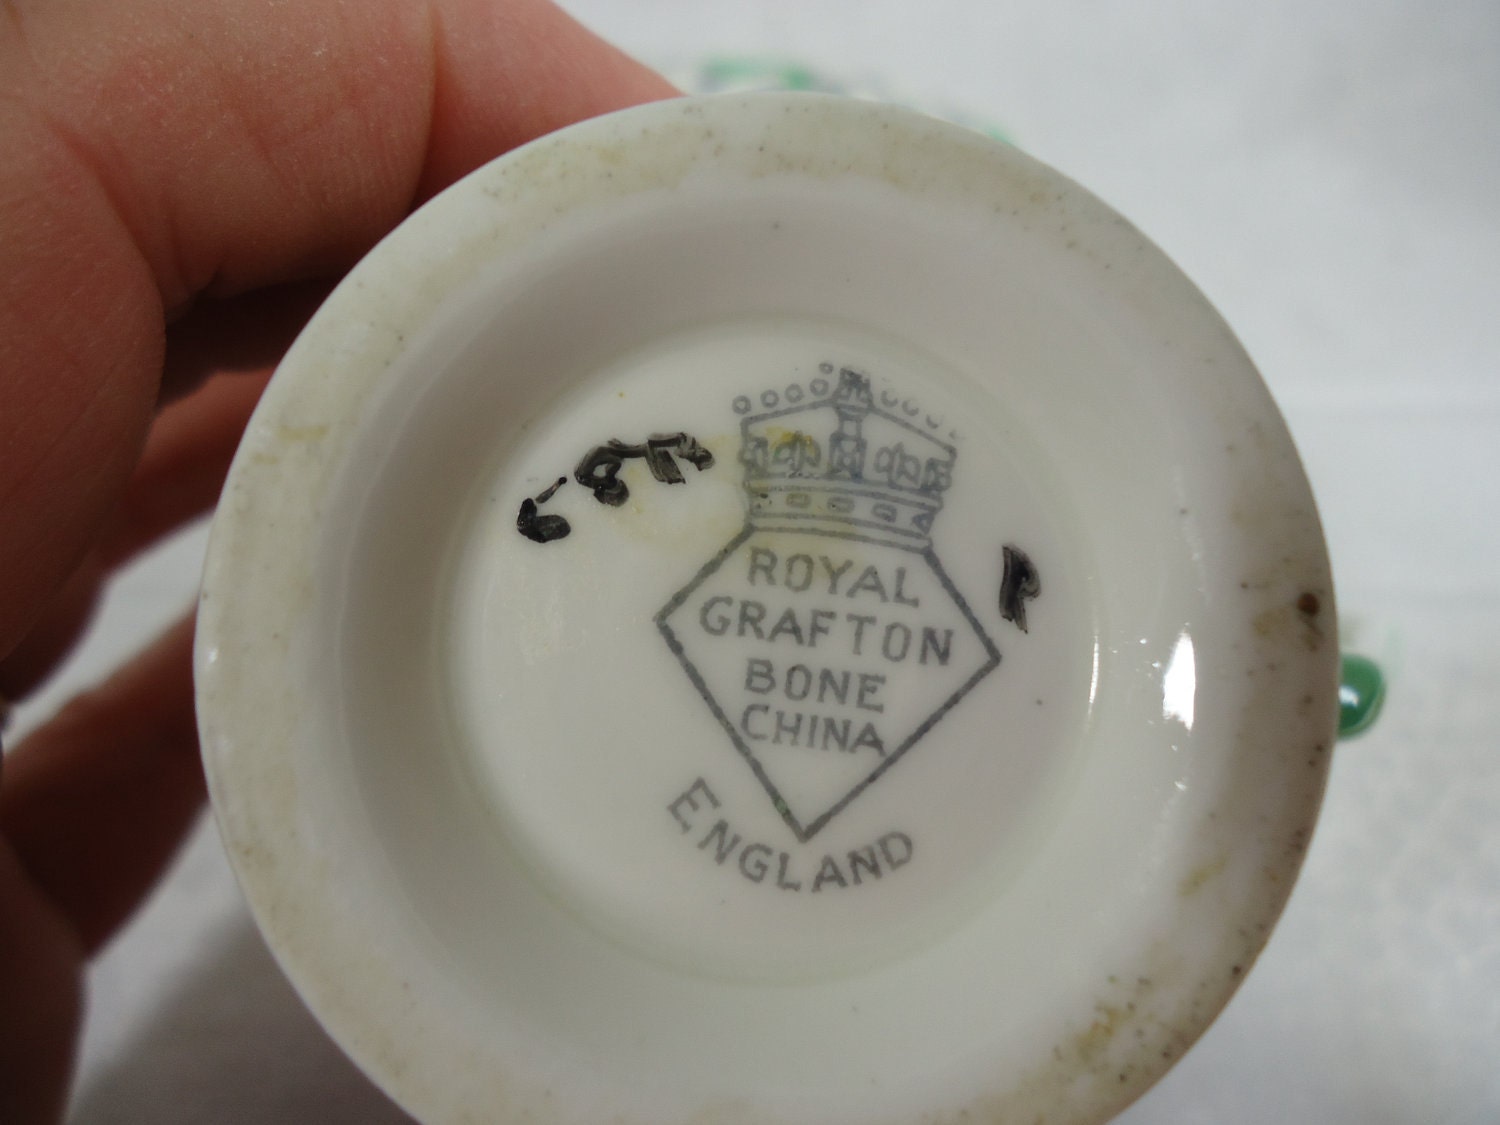 ROYAL
GRAFTON
BONE
CHINA
ENGLAND